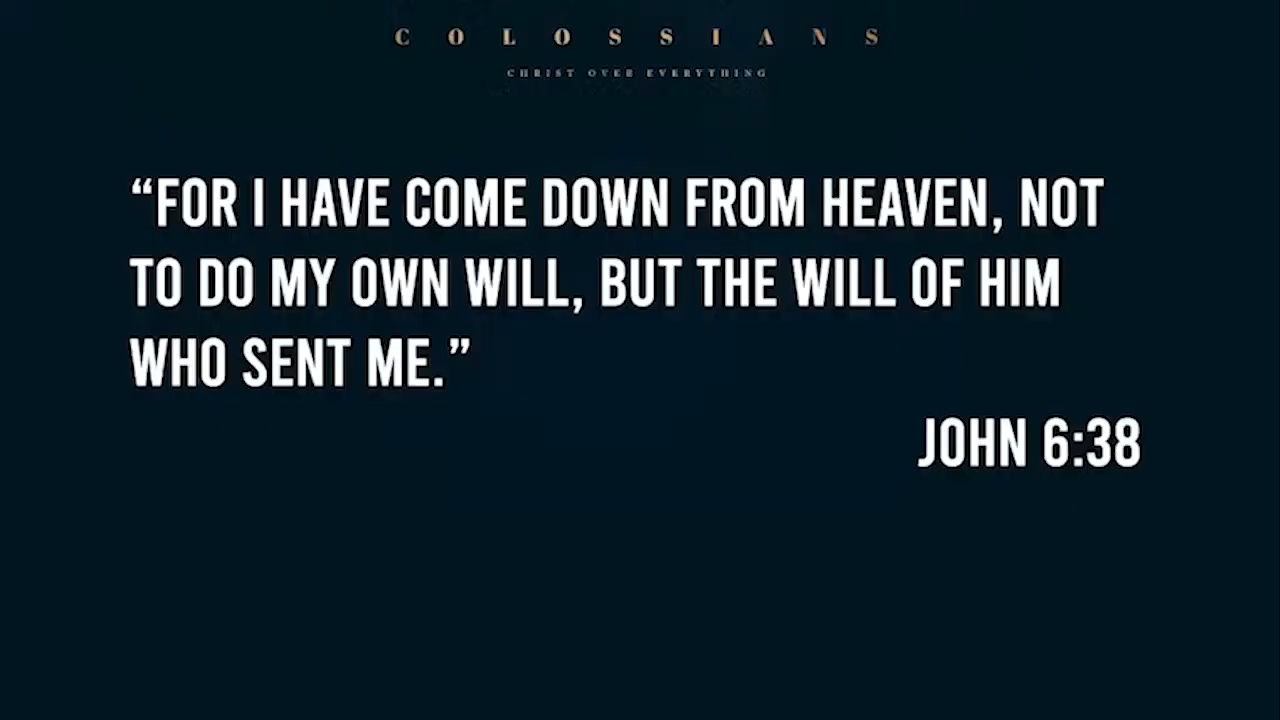 COLOSSIANS
CHRIST OVER EVERYTHING
“FOR I HAVE COME DOWN FROM HEAVEN, NOT
TO DO MY OWN WILL, BUT THE WILL OF HIM
WHO SENT ME.”
JOHN 6:38